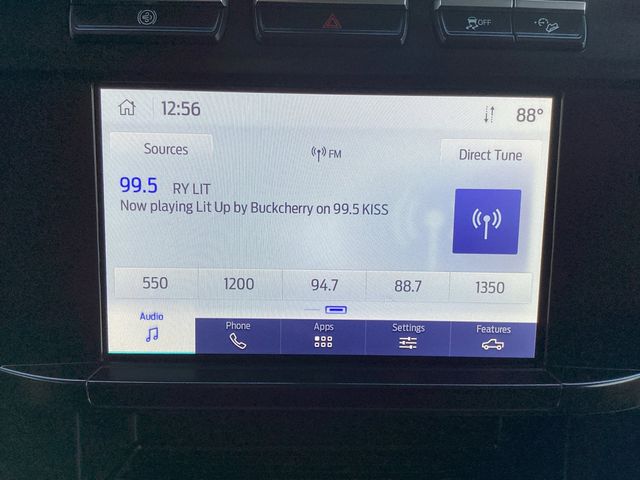 OFF
12:56
88°
Sources
FM
Direct Tune
99.5 RY LIT
Now playing Lit Up by Buckcherry on 99.5 KISS
550 1200 94.7 88.7 1350
Audio Phone Apps Settings Features